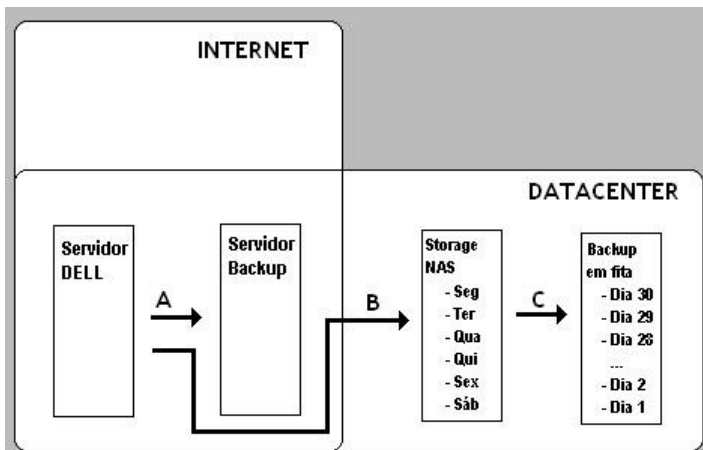 INTERNET
DATACENTER
Servidor
DELL
A
Servidor
Backup
B
Storage
NAS
- Seg
- Ter
- Qua
- Qui
- Sex
- Sáb
C
Backup
em fita
- Dia 30
- Dia 29
- Dia 28
...
- Dia 2
- Dia 1